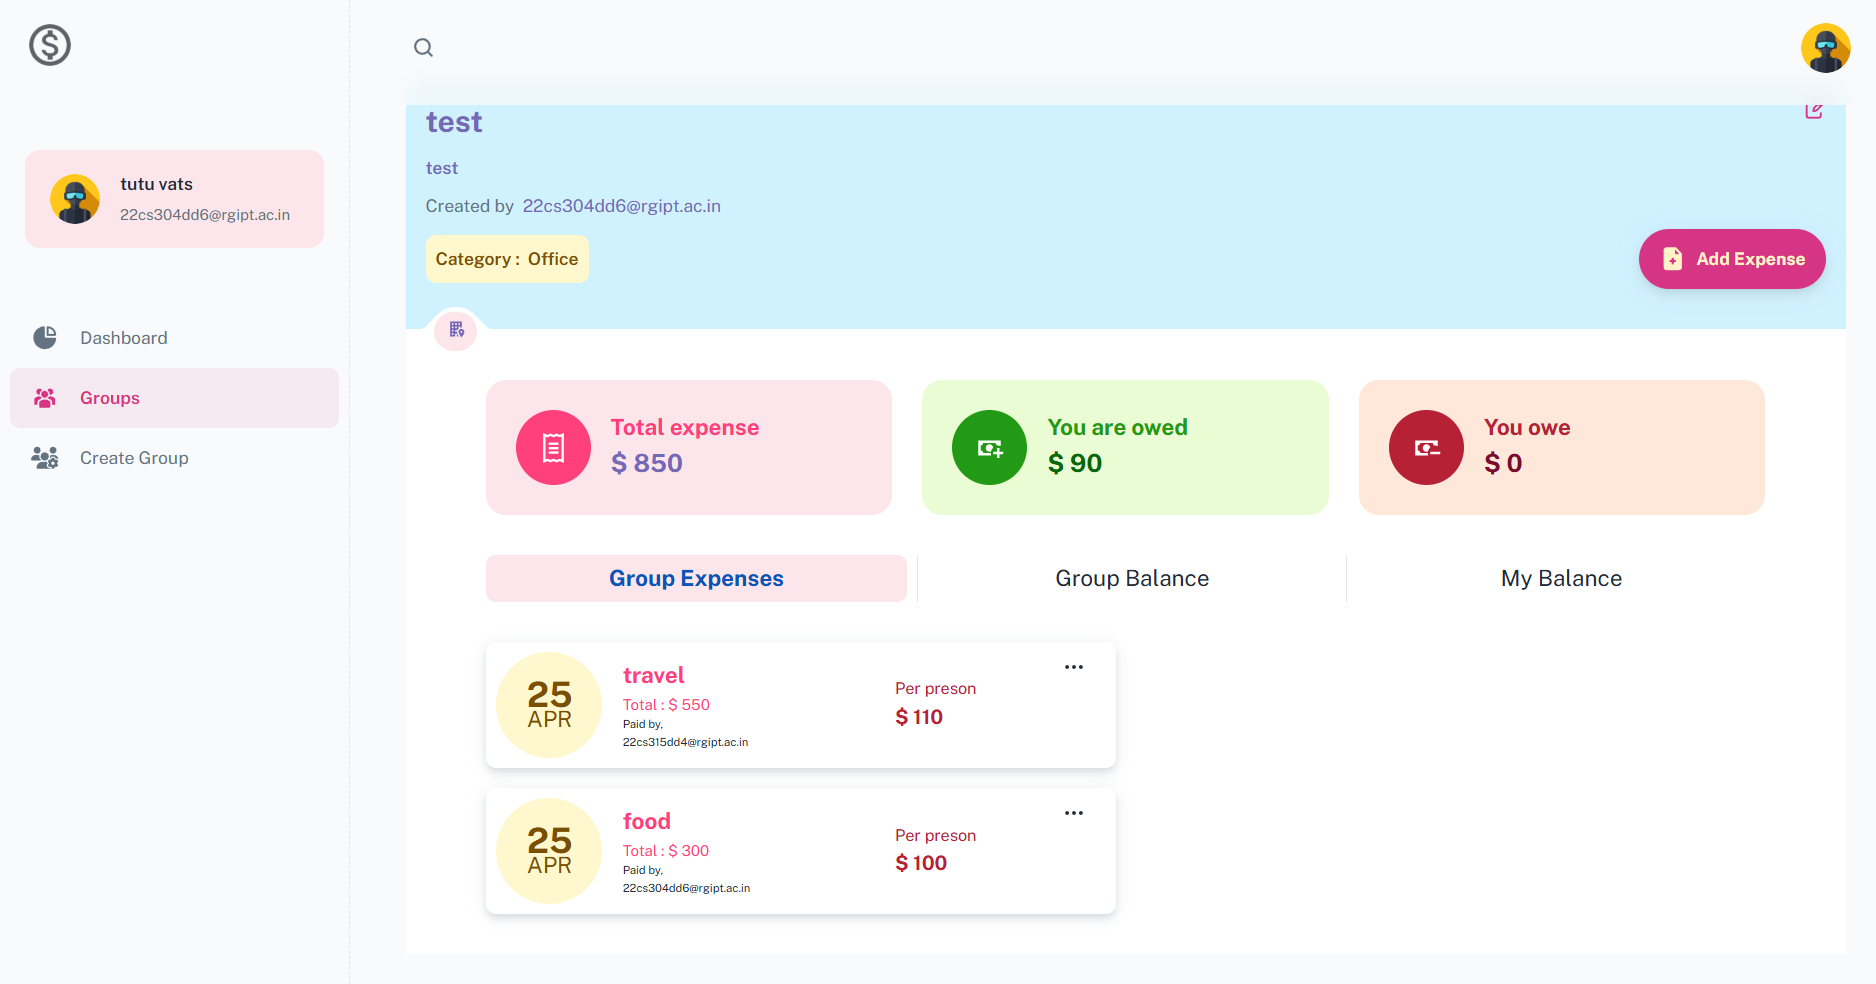 tutu vats
22cs304dd6@rgipt.ac.in
Dashboard
Groups
Create Group
test
test
Created by 22cs304dd6@rgipt.ac.in
Category : Office
Add Expense
Total expense
$ 850
You are owed
$ 90
You owe
$ 0
Group Expenses
Group Balance
My Balance
25
APR
travel
Total : $ 550
Paid by,
22cs315dd4@rgipt.ac.in
Per preson
$ 110
25
APR
food
Total : $ 300
Paid by,
22cs304dd6@rgipt.ac.in
Per preson
$ 100